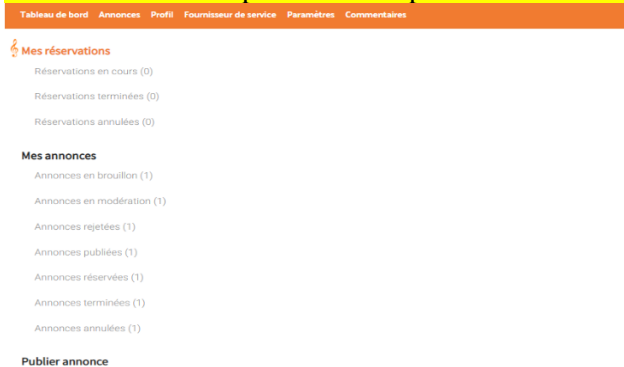 Tableau de bord Annonces Profil Fournisseur de service Paramètres Commentaires
Mes réservations
Réservations en cours (0)
Réservations terminées (0)
Réservations annulées (0)
Mes annonces
Annonces en brouillon (1)
Annonces en modération (1)
Annonces rejetées (1)
Annonces publiées (1)
Annonces réservées (1)
Annonces terminées (1)
Annonces annulées (1)
Publier annonce